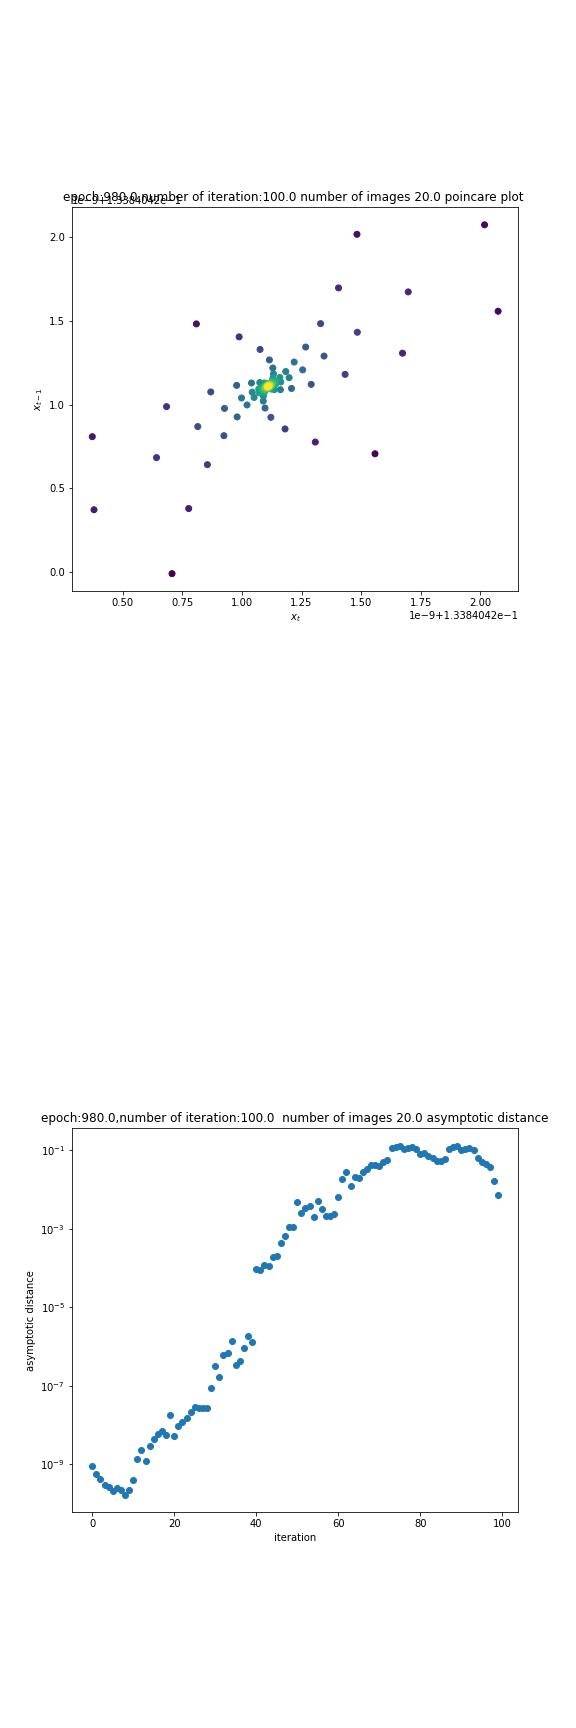 epoch:980.0,number of iteration:100.0 number of images 20.0 poincare plot
1e−9+1.3384042e−1
2.0
1.5
1.0
0.5
0.0
x_{t−1}
0.50 0.75 1.00 1.25 1.50 1.75 2.00
x_t
1e−9+1.3384042e−1
epoch:980.0,number of iteration:100.0 number of images 20.0 asymptotic distance
10^{−1}
10^{−3}
10^{−5}
10^{−7}
10^{−9}
asymptotic distance
0 20 40 60 80 100
iteration